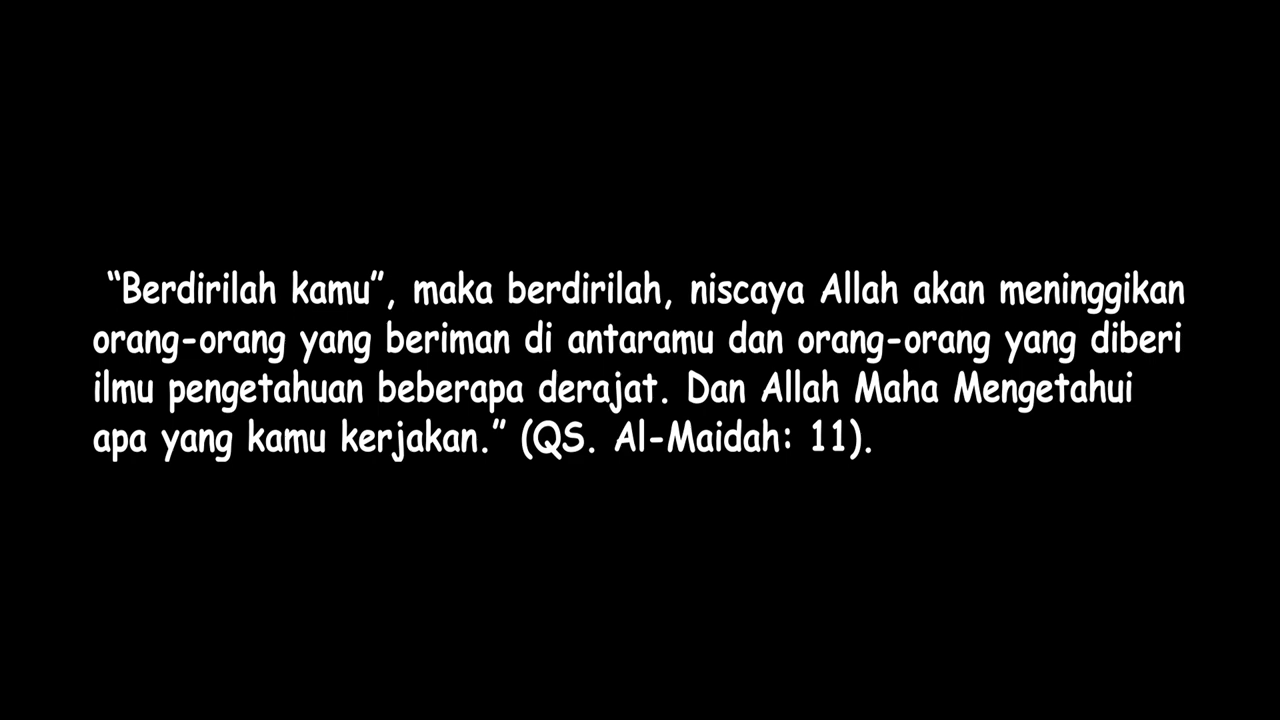 “Berdirilah kamu”, maka berdirilah, niscaya Allah akan meninggikan
orang-orang yang beriman di antaramu dan orang-orang yang diberi
ilmu pengetahuan beberapa derajat. Dan Allah Maha Mengetahui
apa yang kamu kerjakan.” (QS. Al-Maidah: 11).